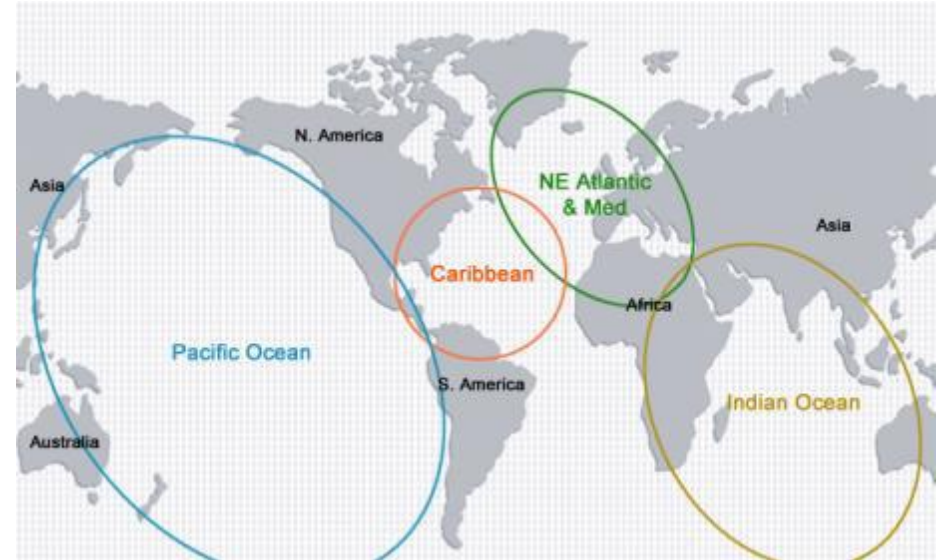 N. America
Asia
NE Atlantic
& Med
Asia
Caribbean
Africa
Pacific Ocean
S. America
Indian Ocean
Australia